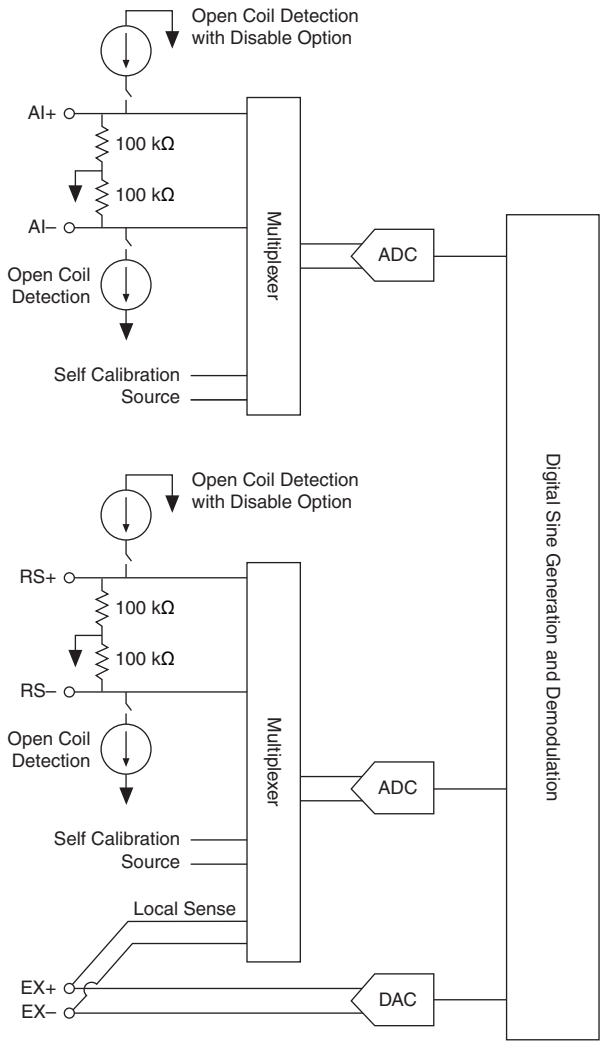 Open Coil Detection
with Disable Option
AI+
100 kΩ
100 kΩ
AI–
Open Coil
Detection
Multiplexer
ADC
Self Calibration
Source
Open Coil Detection
with Disable Option
RS+
100 kΩ
100 kΩ
RS–
Open Coil
Detection
Multiplexer
ADC
Self Calibration
Source
Local Sense
EX+
EX–
DAC
Digital Sine Generation and Demodulation